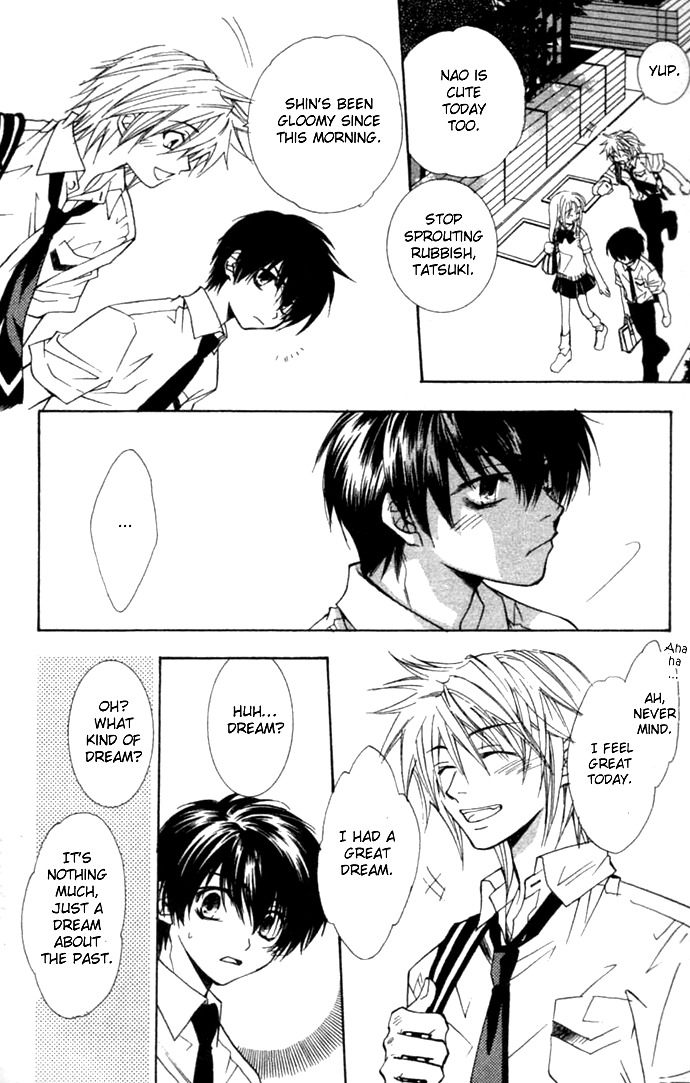 YUP.
NAO IS
CUTE
TODAY
TOO.
STOP
SPROUTING
RUBBISH,
TATSUKI.
SHIN'S BEEN
GLOOMY SINCE
THIS MORNING.
...
Aha
ha
...
AH,
NEVER
MIND.
I FEEL
GREAT
TODAY.
I HAD A
GREAT
DREAM.
HUH...
DREAM?
OH?
WHAT
KIND OF
DREAM?
IT'S
NOTHING
MUCH,
JUST A
DREAM
ABOUT
THE PAST.